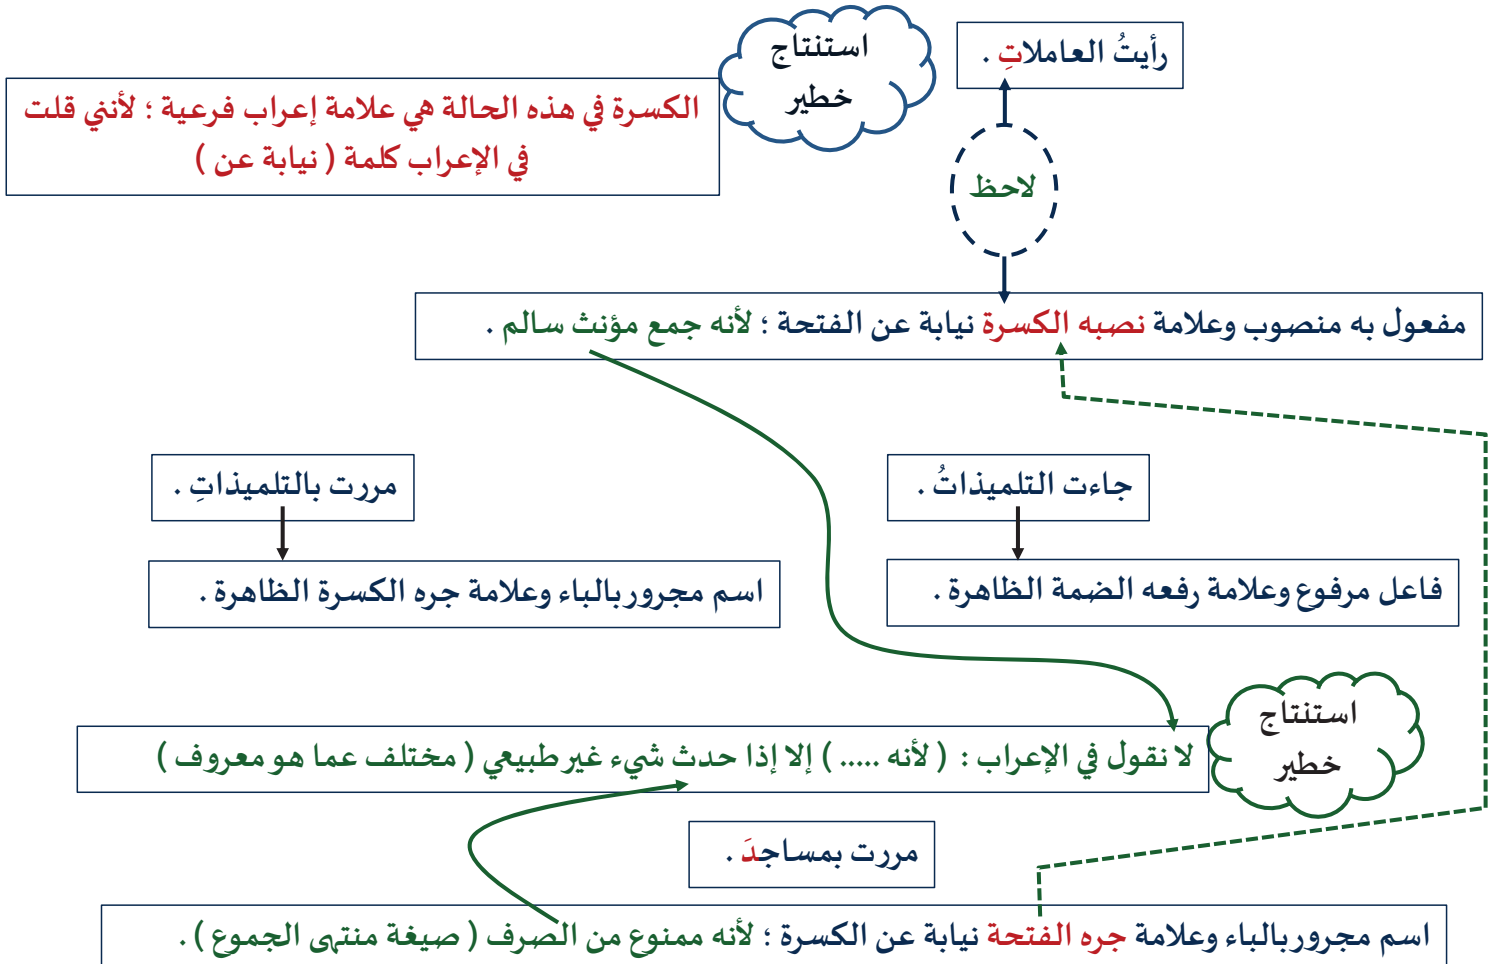 رأيتُ العاملاتِ .
استنتاج
خطير
الكسرة في هذه الحالة هي علامة إعراب فرعية ؛ لأنني قلت
في الإعراب كلمة ( نيابة عن )
لاحظ
مفعول به منصوب وعلامة نصبه الكسرة نيابة عن الفتحة ؛ لأنه جمع مؤنث سالم .
جاءت التلميذاتُ .
مررت بالتلميذاتِ .
فاعل مرفوع وعلامة رفعه الضمة الظاهرة .
اسم مجرور بالباء وعلامة جره الكسرة الظاهرة .
استنتاج
خطير
لا نقول في الإعراب : ( لأنه ..... ) إلا إذا حدث شيء غير طبيعي ( مختلف عما هو معروف )
مررت بمساجدَ .
اسم مجرور بالباء وعلامة جره الفتحة نيابة عن الكسرة ؛ لأنه ممنوع من الصرف ( صيغة منتهى الجموع ) .